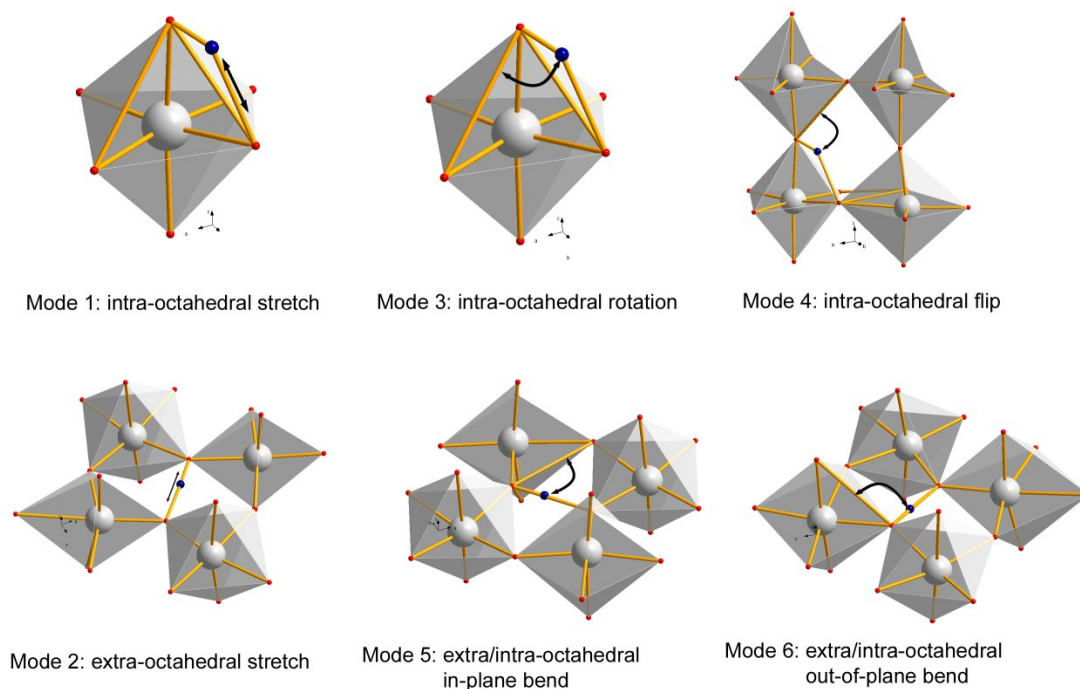 Mode 1: intra-octahedral stretch
Mode 3: intra-octahedral rotation
Mode 4: intra-octahedral flip
Mode 2: extra-octahedral stretch
Mode 5: extra/intra-octahedral
in-plane bend
Mode 6: extra/intra-octahedral
out-of-plane bend